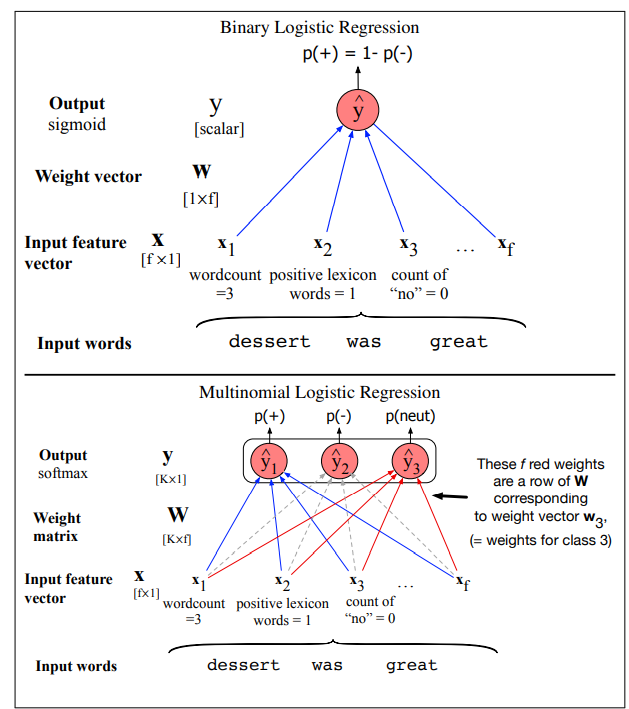 Binary Logistic Regression
p(+) = 1- p(-)
Output
sigmoid
y
[scalar]
ŷ
Weight vector
w
[1×f]
Input feature
vector
x
[f ×1]
x1 x2 x3 … xf
wordcount
=3
positive lexicon
words = 1
count of
“no” = 0
Input words
dessert was great
Multinomial Logistic Regression
p(+) p(-) p(neut)
Output
softmax
y
[K×1]
ŷ1 ŷ2 ŷ3
These f red weights
are a row of W
corresponding
to weight vector w3,
(= weights for class 3)
Weight
matrix
W
[K×f]
Input feature
vector
x
[f×1]
x1 x2 x3 … xf
wordcount
=3
positive lexicon
words = 1
count of
“no” = 0
Input words
dessert was great